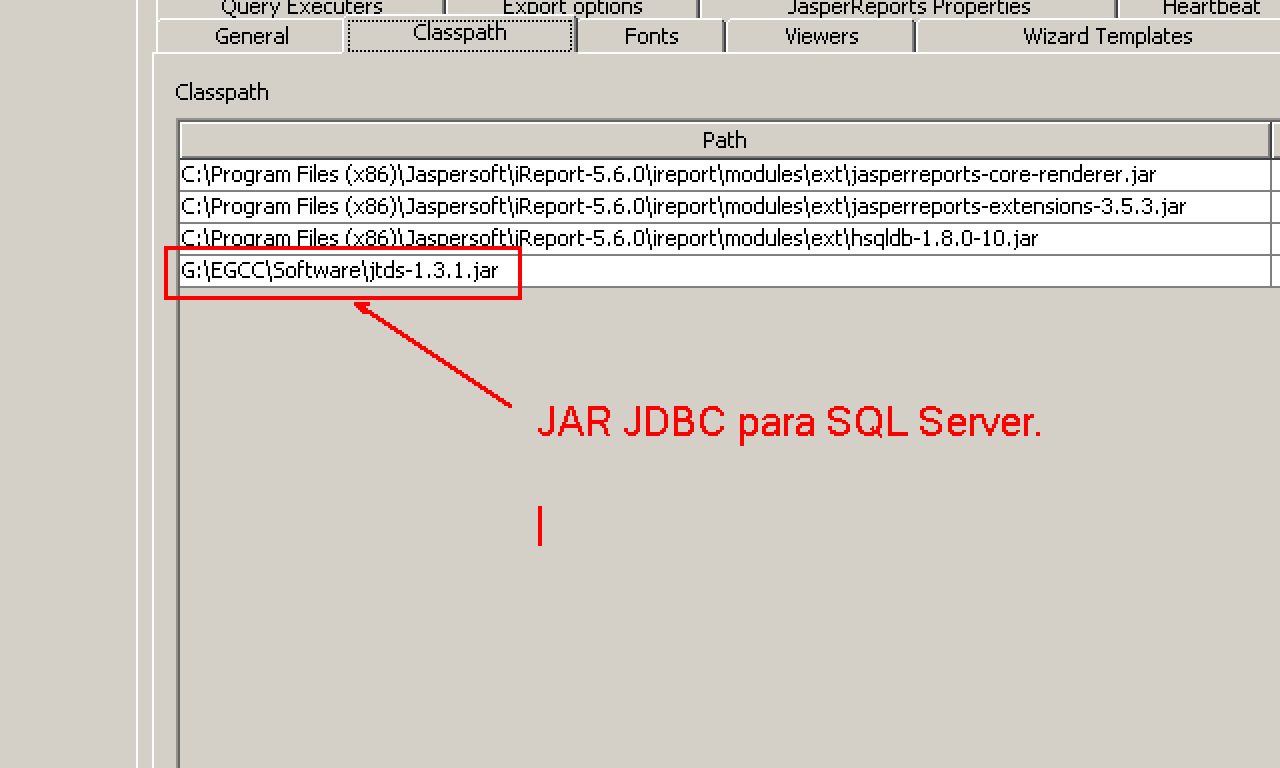 Query Executers Export options JasperReports Properties Heartbeat
General Classpath Fonts Viewers Wizard Templates
Classpath
Path
C:\Program Files (x86)\Jaspersoft\iReport-5.6.0\ireport\modules\ext\jasperreports-core-renderer.jar
C:\Program Files (x86)\Jaspersoft\iReport-5.6.0\ireport\modules\ext\jasperreports-extensions-3.5.3.jar
C:\Program Files (x86)\Jaspersoft\iReport-5.6.0\ireport\modules\ext\hsqldb-1.8.0-10.jar
G:\EGCC\Software\jtds-1.3.1.jar
JAR JDBC para SQL Server.